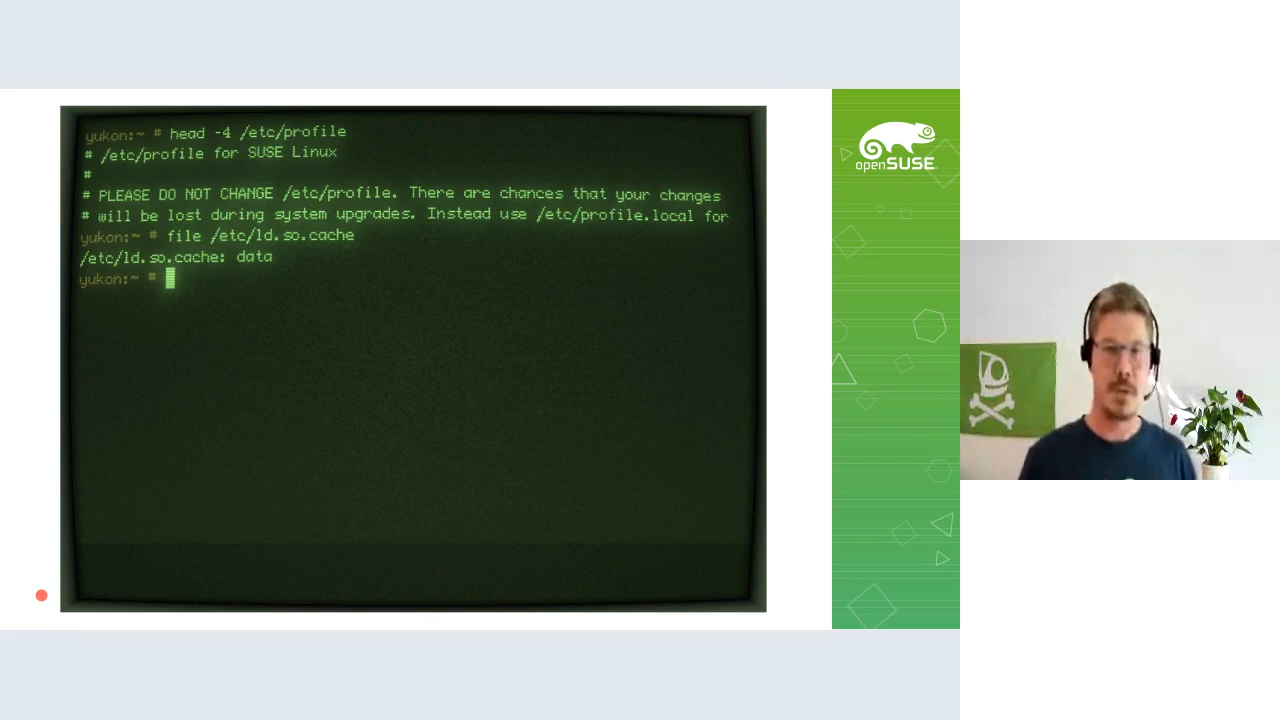 yukon:~ # head -4 /etc/profile
# /etc/profile for SUSE Linux
#
# PLEASE DO NOT CHANGE /etc/profile. There are chances that your changes
# will be lost during system upgrades. Instead use /etc/profile.local for
yukon:~ # file /etc/ld.so.cache
/etc/ld.so.cache: data
yukon:~ #
openSUSE